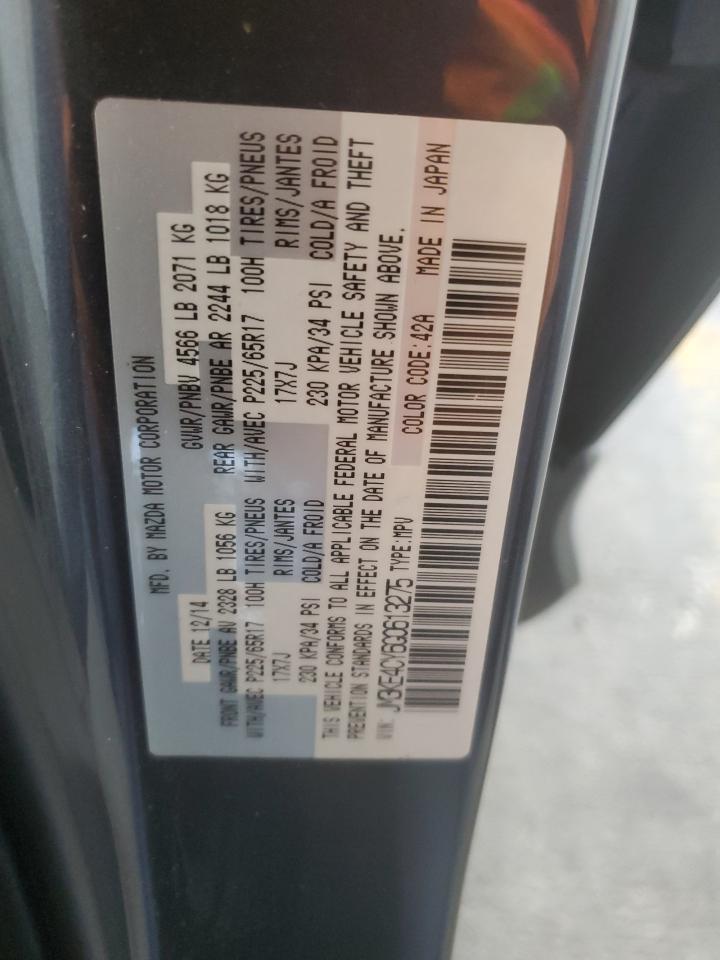 MFD. BY MAZDA MOTOR CORPORATION
DATE 12/14 GVWR/PNBV 4566 LB 2071 KG
FRONT GAWR/PNBE AV 2328 LB 1056 KG REAR GAWR/PNBE AR 2244 LB 1018 KG
WITH/AVEC P225/65R17 100H TIRES/PNEUS WITH/AVEC P225/65R17 100H TIRES/PNEUS
17X7J RIMS/JANTES 17X7J RIMS/JANTES
230 KPA/34 PSI COLD/A FROID 230 KPA/34 PSI COLD/A FROID
THIS VEHICLE CONFORMS TO ALL APPLICABLE FEDERAL MOTOR VEHICLE SAFETY AND THEFT
PREVENTION STANDARDS IN EFFECT ON THE DATE OF MANUFACTURE SHOWN ABOVE.
VIN: JM3KE4CY6G0613275 TYPE:MPV COLOR CODE:42A MADE IN JAPAN